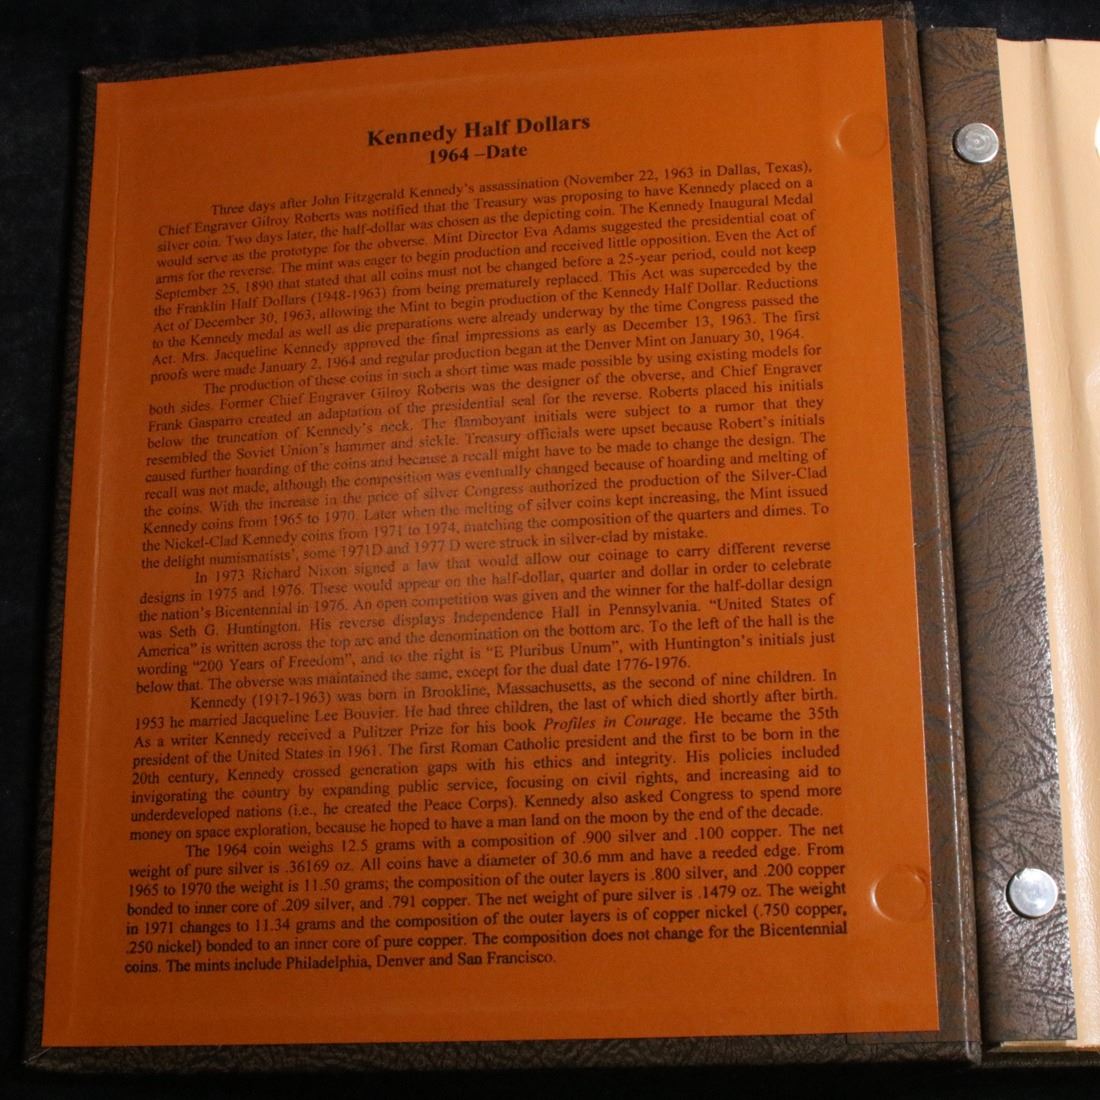 Kennedy Half Dollars
1964 –Date
Three days after John Fitzgerald Kennedy's assassination (November 22, 1963 in Dallas, Texas),
Chief Engraver Gilroy Roberts was notified that the Treasury was proposing to have Kennedy placed on a
silver coin. Two days later, the half-dollar was chosen as the depicting coin. The Kennedy Inaugural Medal
would serve as the prototype for the obverse. Mint Director Eva Adams suggested the presidential coat of
arms for the reverse. The mint was eager to begin production and received little opposition. Even the Act of
September 25, 1890 that stated that all coins must not be changed before a 25-year period, could not keep
the Franklin Half Dollars (1948-1963) from being prematurely replaced. This Act was superceded by the
Act of December 30, 1963, allowing the Mint to begin production of the Kennedy Half Dollar. Reductions
to the Kennedy medal as well as die preparations were already underway by the time Congress passed the
Act. Mrs. Jacqueline Kennedy approved the final impressions as early as December 13, 1963. The first
proofs were made January 2, 1964 and regular production began at the Denver Mint on January 30, 1964.
The production of these coins in such a short time was made possible by using existing models for
both sides. Former Chief Engraver Gilroy Roberts was the designer of the obverse, and Chief Engraver
Frank Gasparro created an adaptation of the presidential seal for the reverse. Roberts placed his initials
below the truncation of Kennedy's neck. The flamboyant initials were subject to a rumor that they
resembled the Soviet Union's hammer and sickle. Treasury officials were upset because Robert's initials
caused further hoarding of the coins and because a recall might have to be made to change the design. The
recall was not made, although the composition was eventually changed because of hoarding and melting of
the coins. With the increase in the price of silver Congress authorized the production of the Silver-Clad
Kennedy coins from 1965 to 1970. Later when the melting of silver coins kept increasing, the Mint issued
the Nickel-Clad Kennedy coins from 1971 to 1974, matching the composition of the quarters and dimes. To
the delight numismatists', some 1971D and 1977 D were struck in silver-clad by mistake.
In 1973 Richard Nixon signed a law that would allow our coinage to carry different reverse
designs in 1975 and 1976. These would appear on the half-dollar, quarter and dollar in order to celebrate
the nation's Bicentennial in 1976. An open competition was given and the winner for the half-dollar design
was Seth G. Huntington. His reverse displays Independence Hall in Pennsylvania. "United States of
America" is written across the top arc and the denomination on the bottom arc. To the left of the hall is the
wording "200 Years of Freedom", and to the right is "E Pluribus Unum", with Huntington's initials just
below that. The obverse was maintained the same, except for the dual date 1776-1976.
Kennedy (1917-1963) was born in Brookline, Massachusetts, as the second of nine children. In
1953 he married Jacqueline Lee Bouvier. He had three children, the last of which died shortly after birth.
As a writer Kennedy received a Pulitzer Prize for his book Profiles in Courage. He became the 35th
president of the United States in 1961. The first Roman Catholic president and the first to be born in the
20th century, Kennedy crossed generation gaps with his ethics and integrity. His policies included
invigorating the country by expanding public service, focusing on civil rights, and increasing aid to
underdeveloped nations (i.e., he created the Peace Corps). Kennedy also asked Congress to spend more
money on space exploration, because he hoped to have a man land on the moon by the end of the decade.
The 1964 coin weighs 12.5 grams with a composition of .900 silver and .100 copper. The net
weight of pure silver is .36169 oz. All coins have a diameter of 30.6 mm and have a reeded edge. From
1965 to 1970 the weight is 11.50 grams; the composition of the outer layers is .800 silver, and .200 copper
bonded to inner core of .209 silver, and .791 copper. The net weight of pure silver is .1479 oz. The weight
in 1971 changes to 11.34 grams and the composition of the outer layers is of copper nickel (.750 copper,
.250 nickel) bonded to an inner core of pure copper. The composition does not change for the Bicentennial
coins. The mints include Philadelphia, Denver and San Francisco.